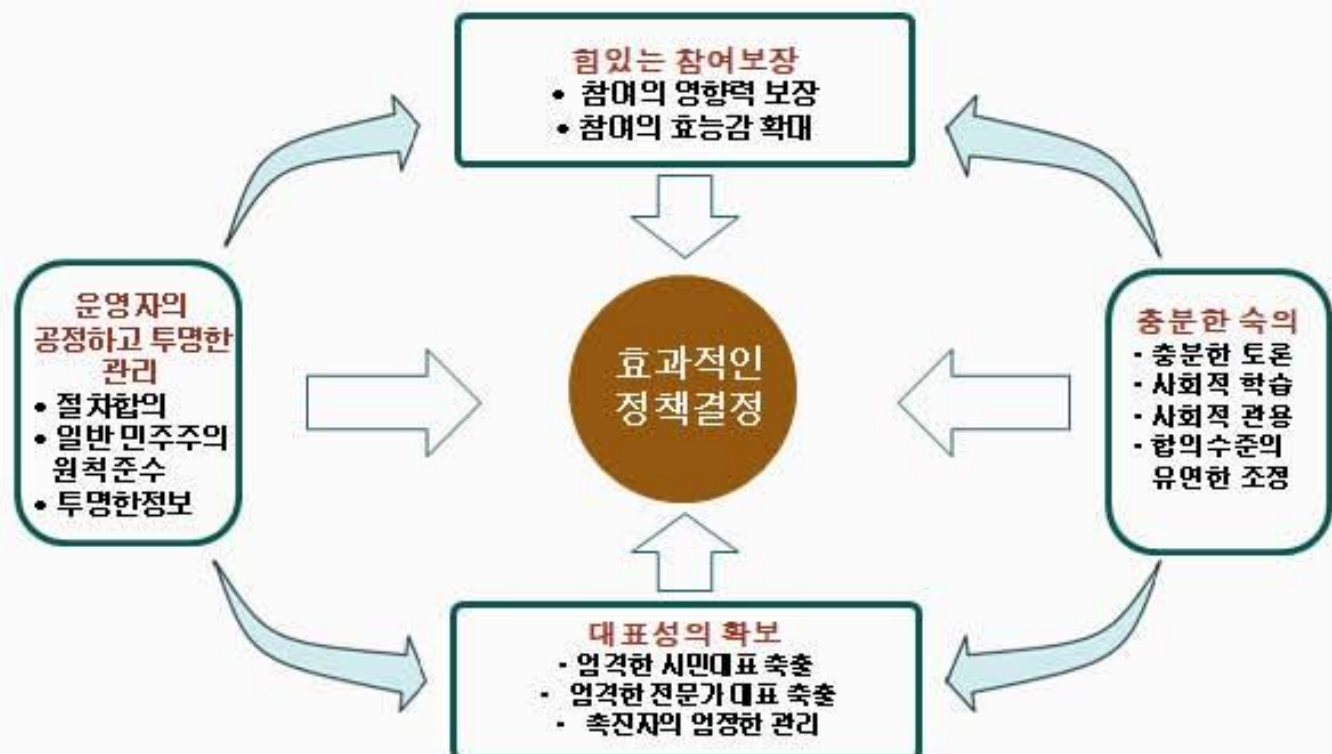 힘있는 참여보장
• 참여의 영향력 보장
• 참여의 효능감 확대
운영자의
공정하고 투명한
관리
• 절차합의
• 일반 민주주의
원칙준수
• 투명한정보
효과적인
정책결정
충분한 숙의
- 충분한 토론
- 사회적 학습
- 사회적 관용
- 합의수준의
유연한 조정
대표성의 확보
- 엄격한 시민대표 축출
- 엄격한 전문가 대표 축출
- 촉진자의 엄정한 관리